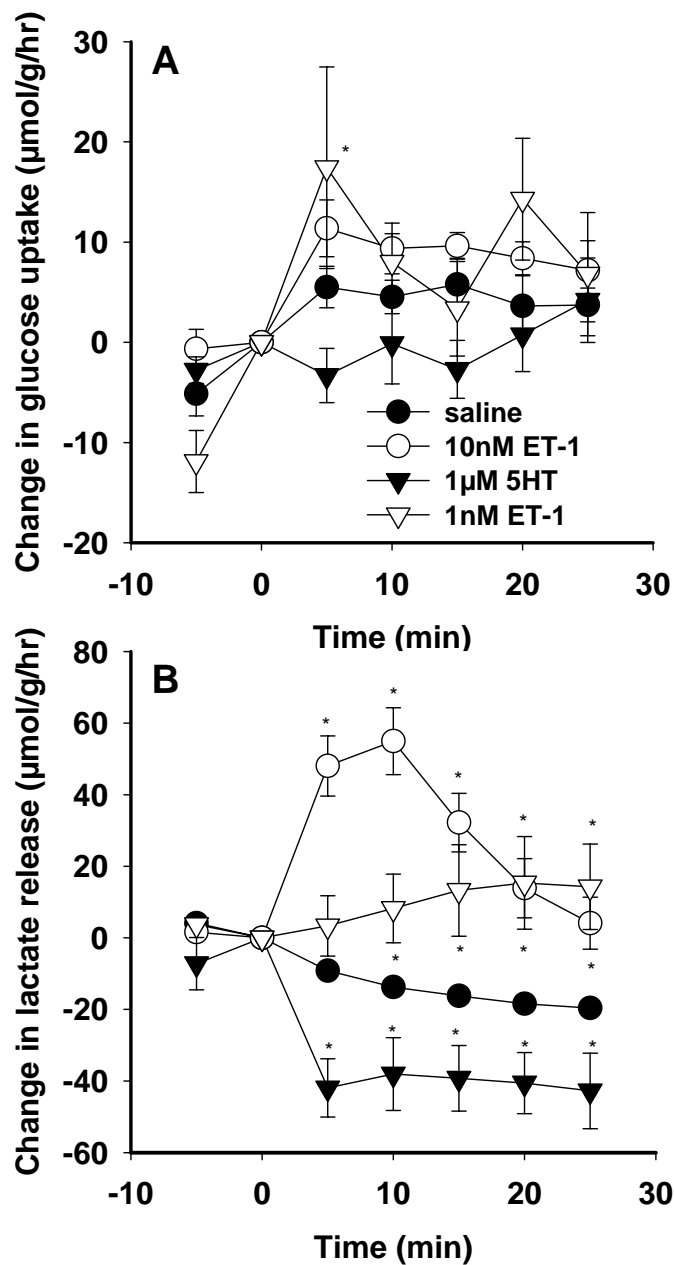 A
30
20
10
0
-10
-20
Change in glucose uptake (µmol/g/hr)
*
saline
10nM ET-1
1µM 5HT
1nM ET-1
-10 0 10 20 30
Time (min)
B
80
60
40
20
0
-20
-40
-60
Change in lactate release (µmol/g/hr)
* *
* * *
* * * *
* * * * *
-10 0 10 20 30
Time (min)